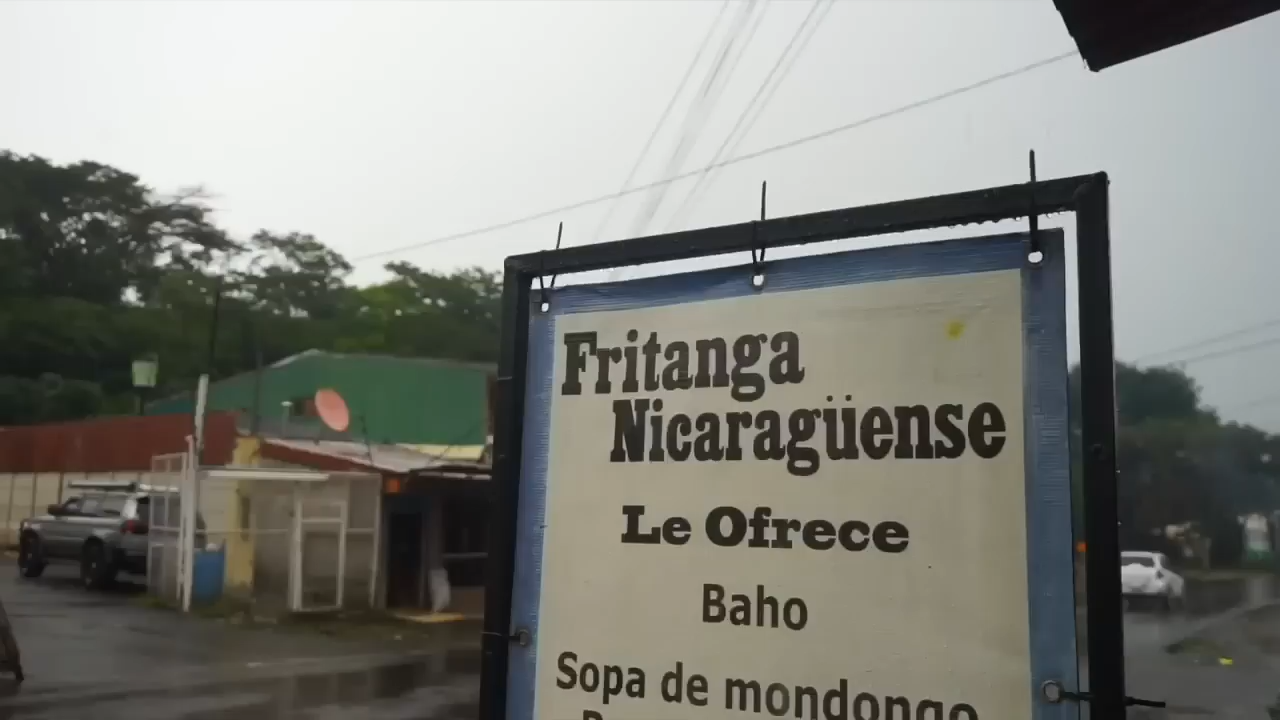 Fritanga
Nicaragüense
Le Ofrece
Baho
Sopa de mondongo